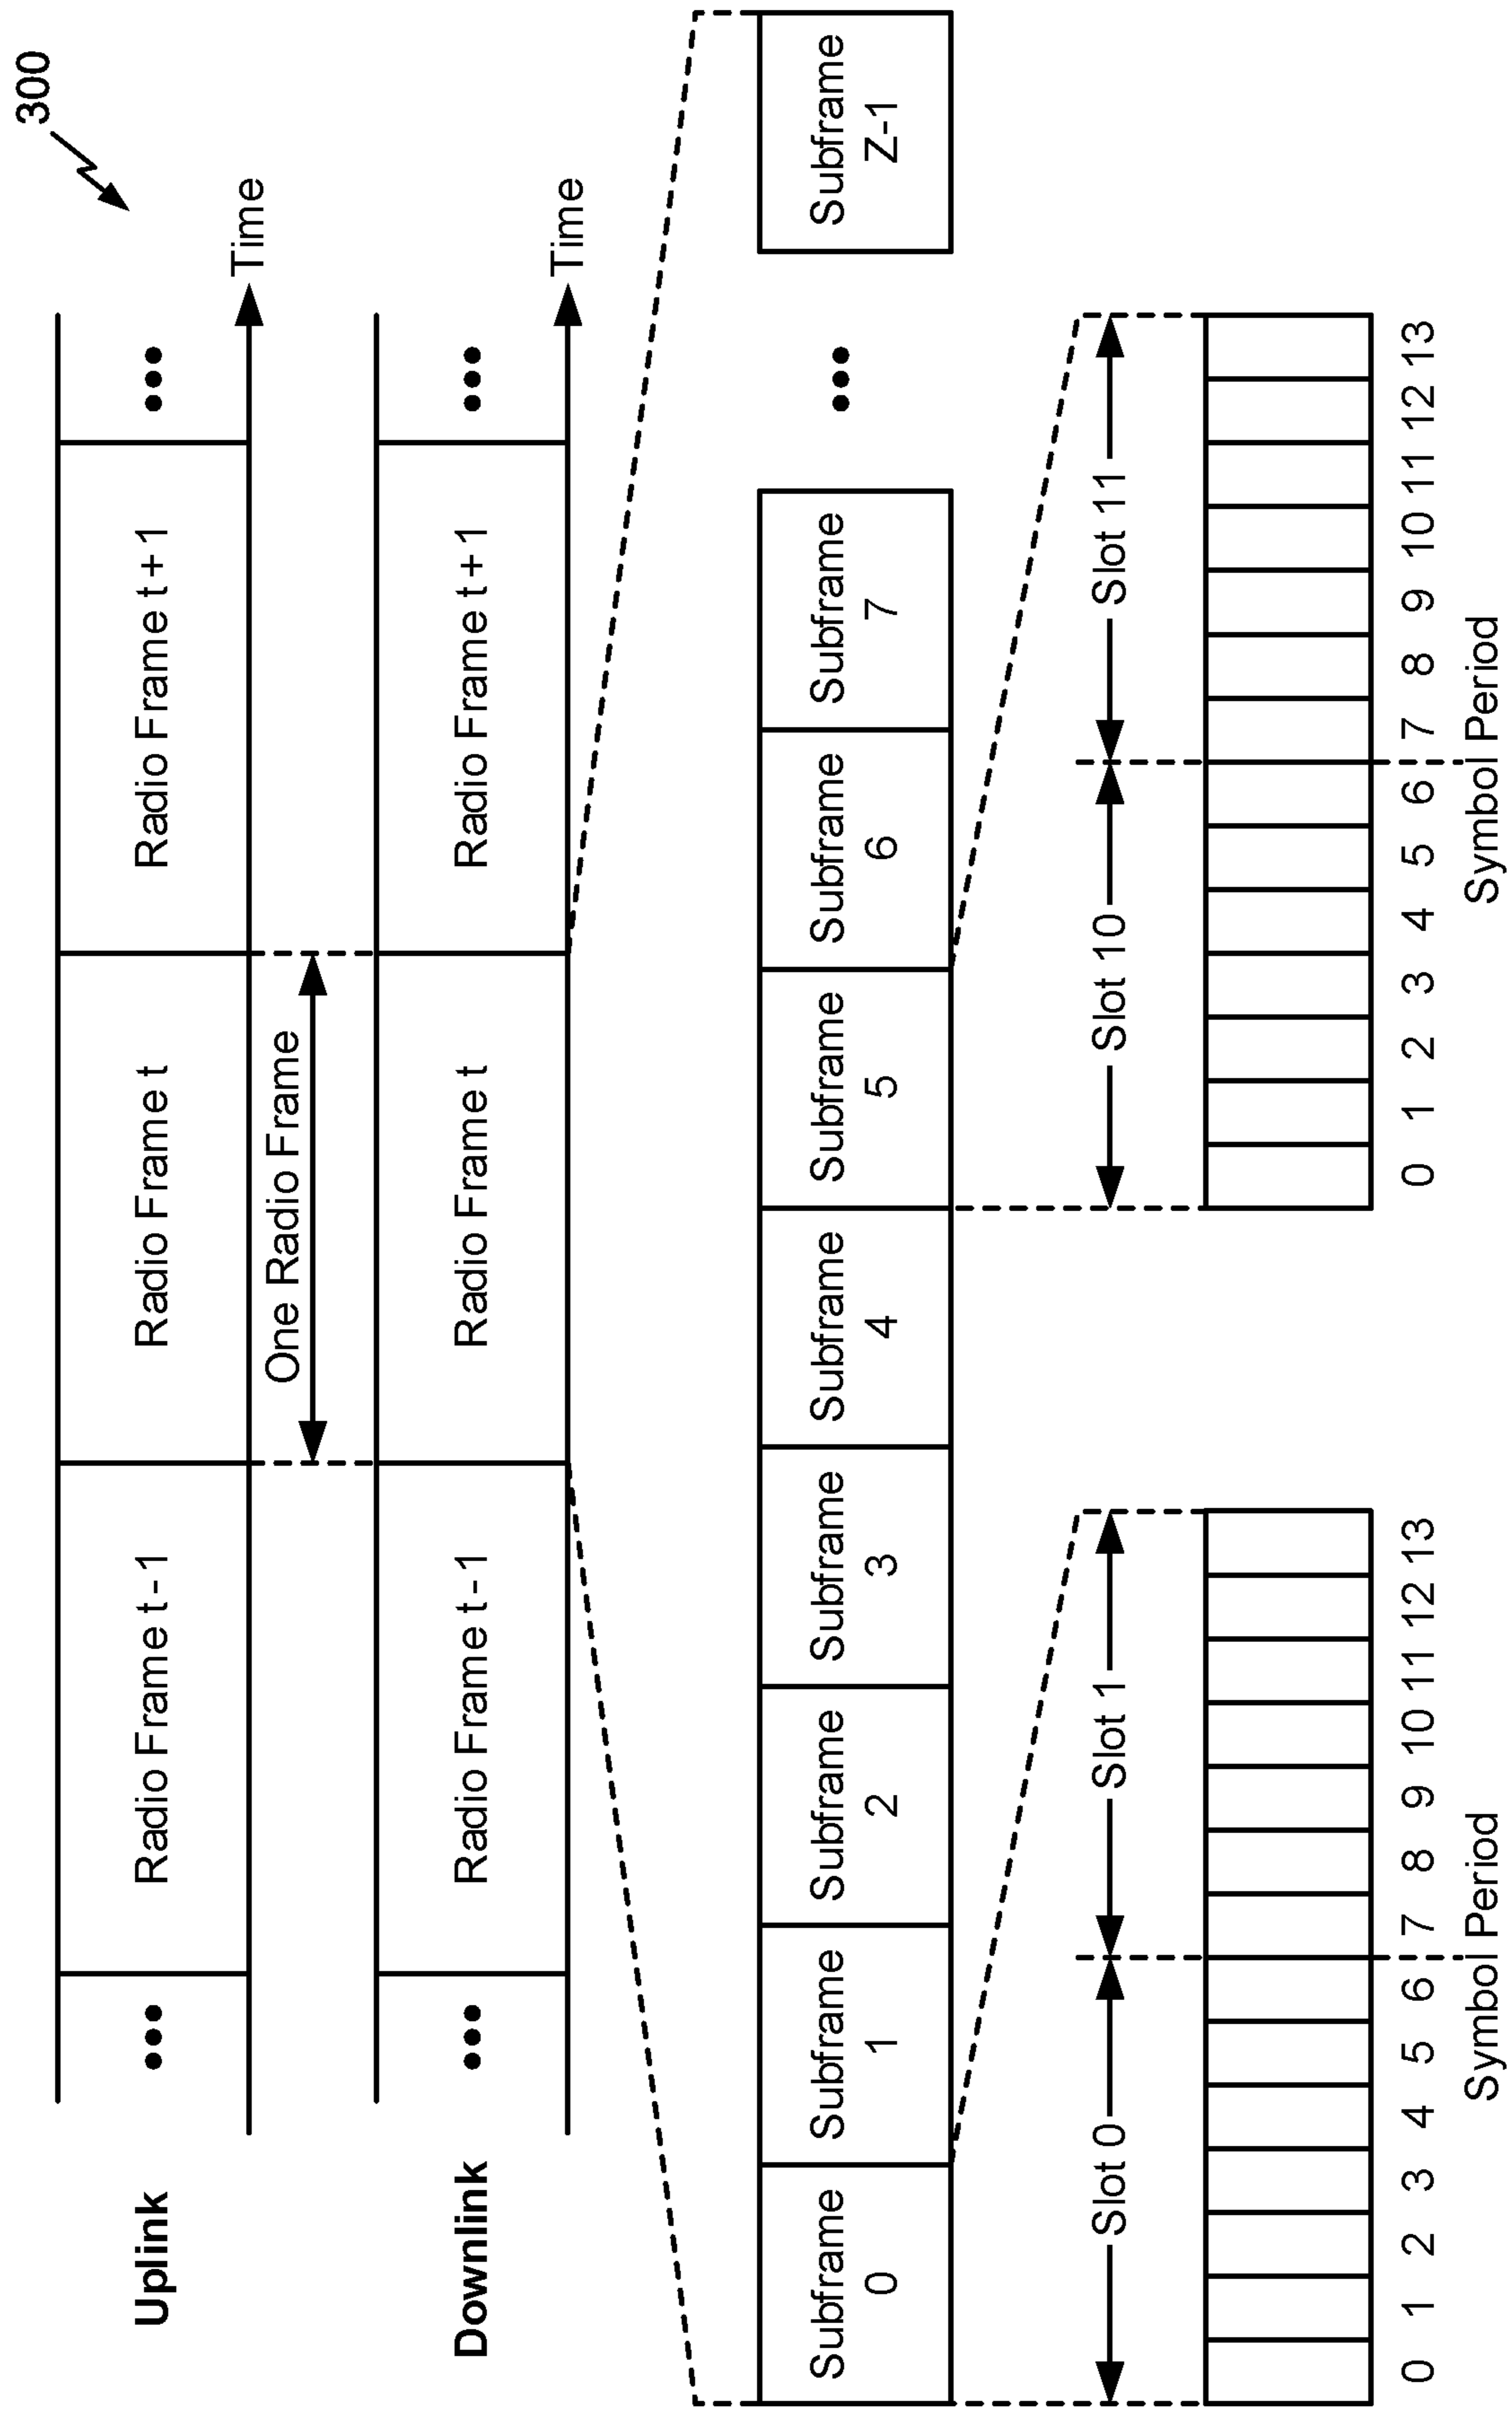 300
Uplink
•••
Radio Frame t-1
Radio Frame t
Radio Frame t+1
•••
Time
One Radio Frame
Downlink
•••
Radio Frame t-1
Radio Frame t
Radio Frame t+1
•••
Time
Subframe
0
Subframe
1
Subframe
2
Subframe
3
Subframe
4
Subframe
5
Subframe
6
Subframe
7
•••
Subframe
Z-1
Slot 0
Slot 1
0 1 2 3 4 5 6 7 8 9 10 11 12 13
Symbol Period
Slot 10
Slot 11
0 1 2 3 4 5 6 7 8 9 10 11 12 13
Symbol Period